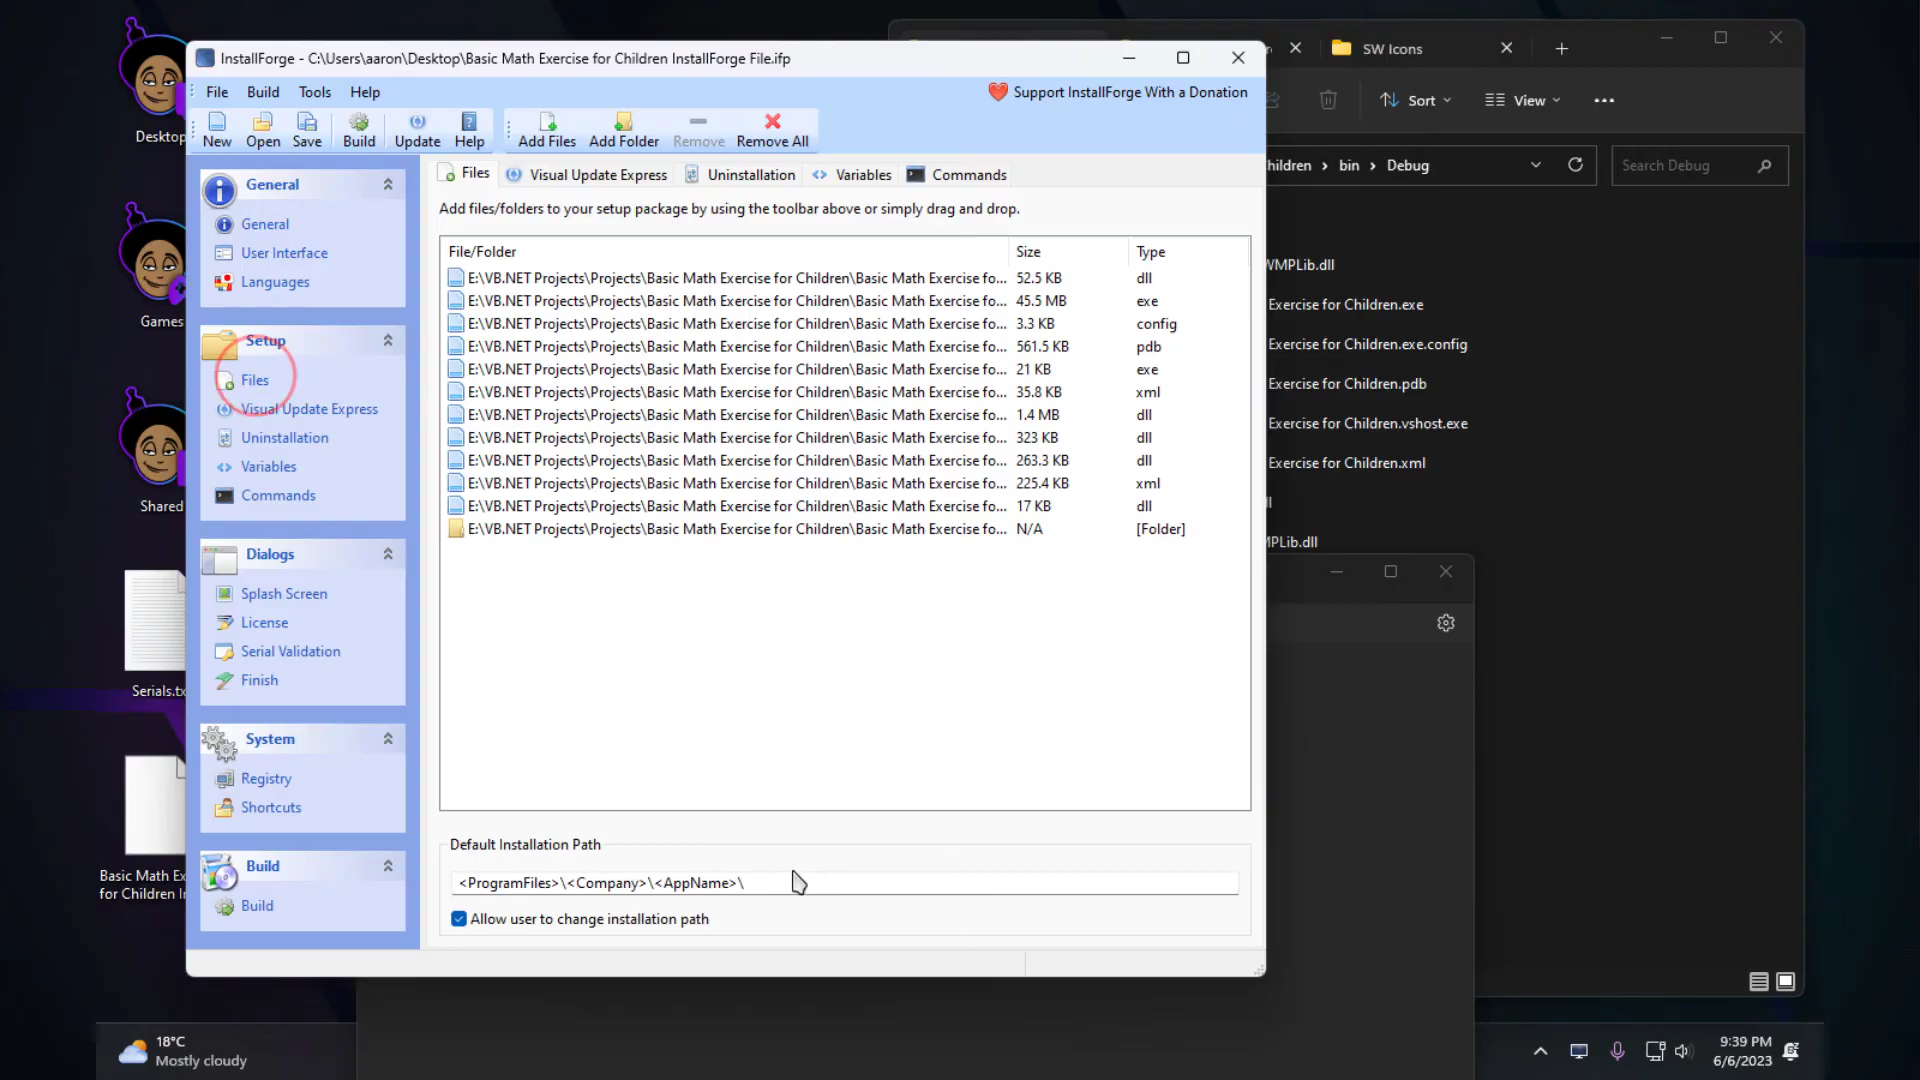 InstallForge - C:\Users\aaron\Desktop\Basic Math Exercise for Children InstallForge File.ifp
File Build Tools Help
Support InstallForge With a Donation
New Open Save Build Update Help Add Files Add Folder Remove Remove All
General
General
User Interface
Languages
Setup
Files
Visual Update Express
Uninstallation
Variables
Commands
Dialogs
Splash Screen
License
Serial Validation
Finish
System
Registry
Shortcuts
Build
Build
Files Visual Update Express Uninstallation Variables Commands
Add files/folders to your setup package by using the toolbar above or simply drag and drop.
File/Folder Size Type
E:\VB.NET Projects\Projects\Basic Math Exercise for Children\Basic Math Exercise fo... 52.5 KB dll
E:\VB.NET Projects\Projects\Basic Math Exercise for Children\Basic Math Exercise fo... 45.5 MB exe
E:\VB.NET Projects\Projects\Basic Math Exercise for Children\Basic Math Exercise fo... 3.3 KB config
E:\VB.NET Projects\Projects\Basic Math Exercise for Children\Basic Math Exercise fo... 561.5 KB pdb
E:\VB.NET Projects\Projects\Basic Math Exercise for Children\Basic Math Exercise fo... 21 KB exe
E:\VB.NET Projects\Projects\Basic Math Exercise for Children\Basic Math Exercise fo... 35.8 KB xml
E:\VB.NET Projects\Projects\Basic Math Exercise for Children\Basic Math Exercise fo... 1.4 MB dll
E:\VB.NET Projects\Projects\Basic Math Exercise for Children\Basic Math Exercise fo... 323 KB dll
E:\VB.NET Projects\Projects\Basic Math Exercise for Children\Basic Math Exercise fo... 263.3 KB dll
E:\VB.NET Projects\Projects\Basic Math Exercise for Children\Basic Math Exercise fo... 225.4 KB xml
E:\VB.NET Projects\Projects\Basic Math Exercise for Children\Basic Math Exercise fo... 17 KB dll
E:\VB.NET Projects\Projects\Basic Math Exercise for Children\Basic Math Exercise fo... N/A [Folder]
Default Installation Path
<ProgramFiles>\<Company>\<AppName>\
Allow user to change installation path
SW Icons
Sort View
hildren bin Debug
Search Debug
WMPLib.dll
Exercise for Children.exe
Exercise for Children.exe.config
Exercise for Children.pdb
Exercise for Children.vshost.exe
Exercise for Children.xml
MPLib.dll
Desktop
Games
Shared
Serials.tx
Basic Math Ex
for Children In
18°C
Mostly cloudy
9:39 PM
6/6/2023